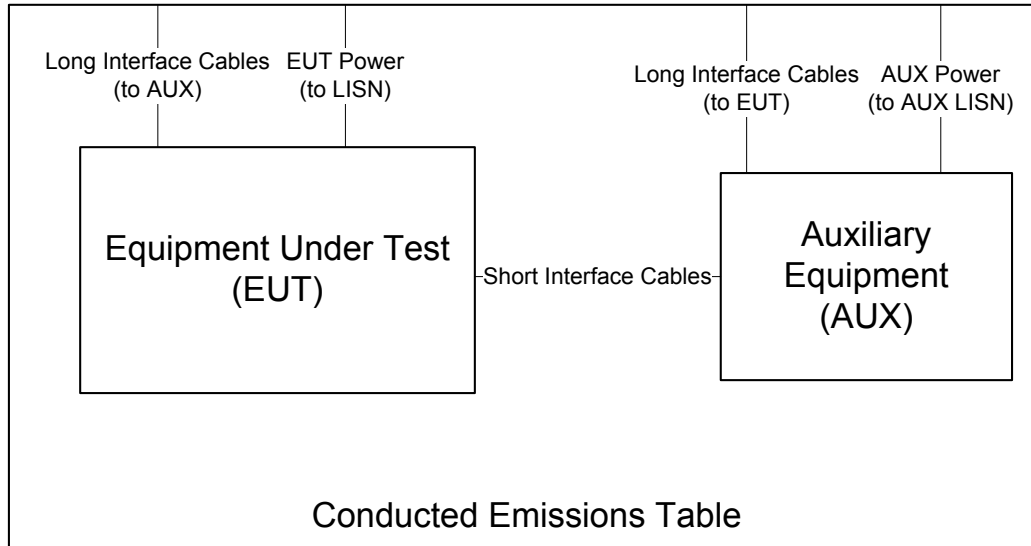 Long Interface Cables
(to AUX)
EUT Power
(to LISN)
Long Interface Cables
(to EUT)
AUX Power
(to AUX LISN)
Equipment Under Test
(EUT)
Short Interface Cables
Auxiliary
Equipment
(AUX)
Conducted Emissions Table